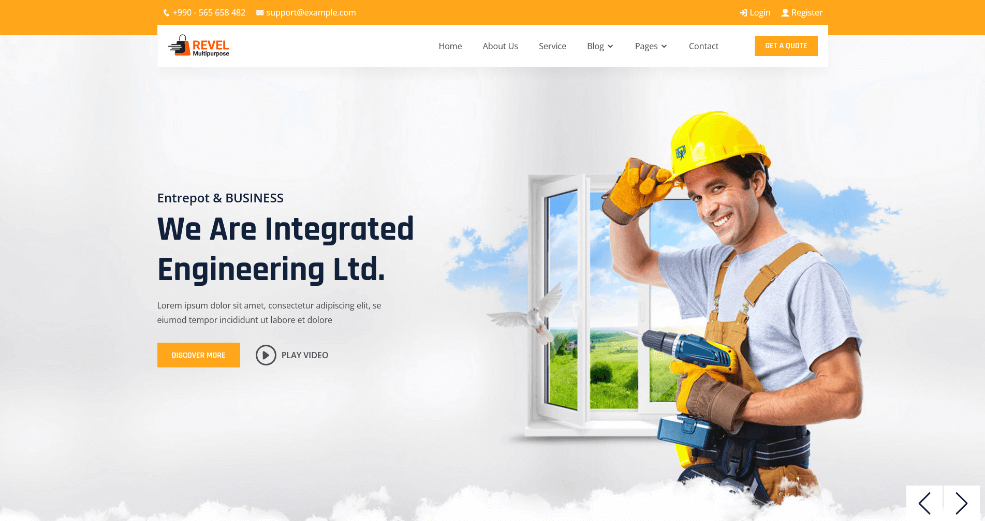 +990 - 565 658 482 support@example.com Login Register
REVEL
Multipurpose
Home About Us Service Blog Pages Contact GET A QUOTE
Entrepot & BUSINESS
We Are Integrated
Engineering Ltd.
Lorem ipsum dolor sit amet, consectetur adipiscing elit, se
eiumod tempor incididunt ut labore et dolore
DISCOVER MORE PLAY VIDEO